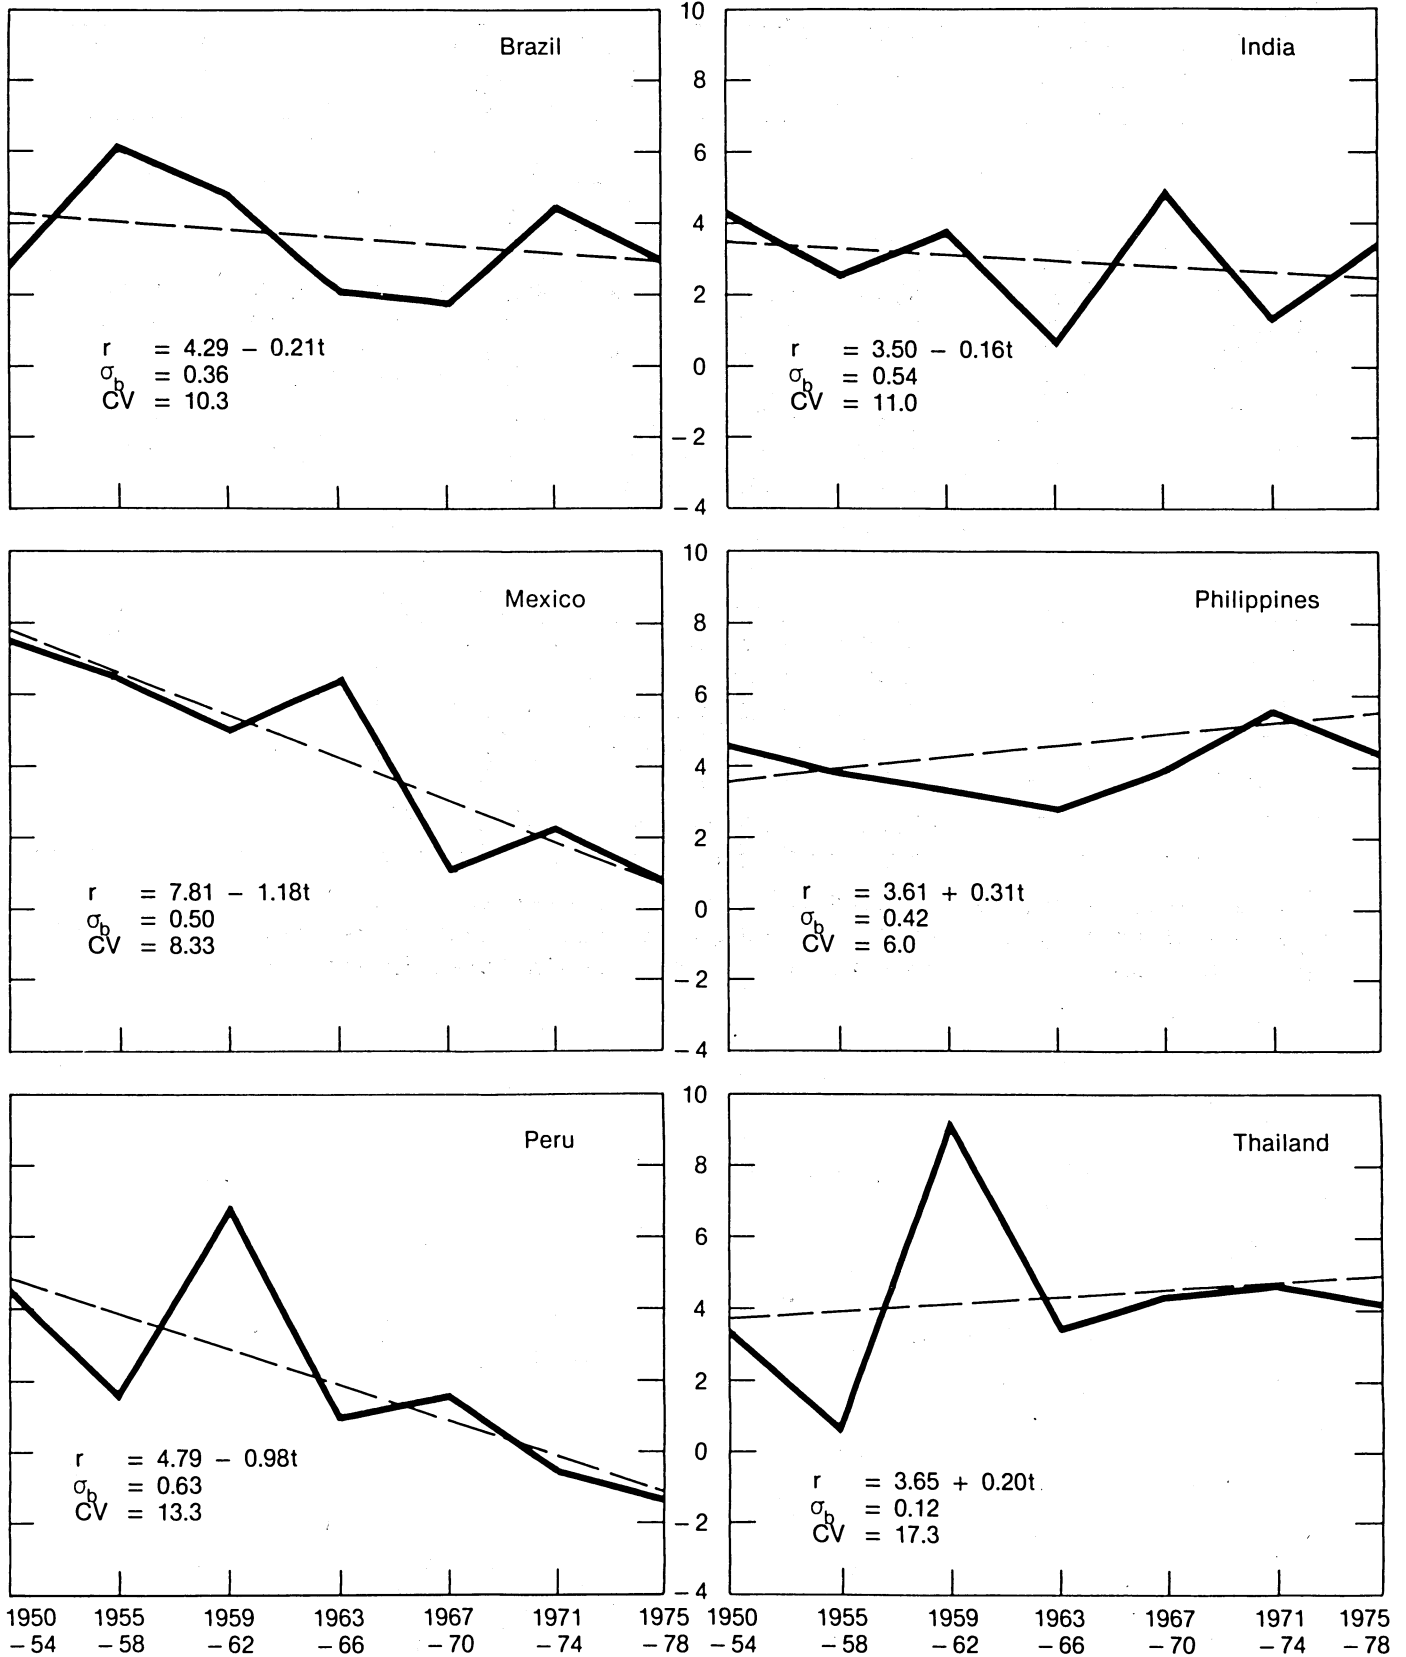 Brazil
r = 4.29 – 0.21t
σb = 0.36
CV = 10.3
10
8
6
4
2
0
– 2
– 4
India
r = 3.50 – 0.16t
σb = 0.54
CV = 11.0
Mexico
r = 7.81 – 1.18t
σb = 0.50
CV = 8.33
10
8
6
4
2
0
– 2
– 4
Philippines
r = 3.61 + 0.31t
σb = 0.42
CV = 6.0
Peru
r = 4.79 – 0.98t
σb = 0.63
CV = 13.3
10
8
6
4
2
0
– 2
– 4
Thailand
r = 3.65 + 0.20t
σb = 0.12
CV = 17.3
1950 1955 1959 1963 1967 1971 1975 1950 1955 1959 1963 1967 1971 1975
– 54 – 58 – 62 – 66 – 70 – 74 – 78 – 54 – 58 – 62 – 66 – 70 – 74 – 78